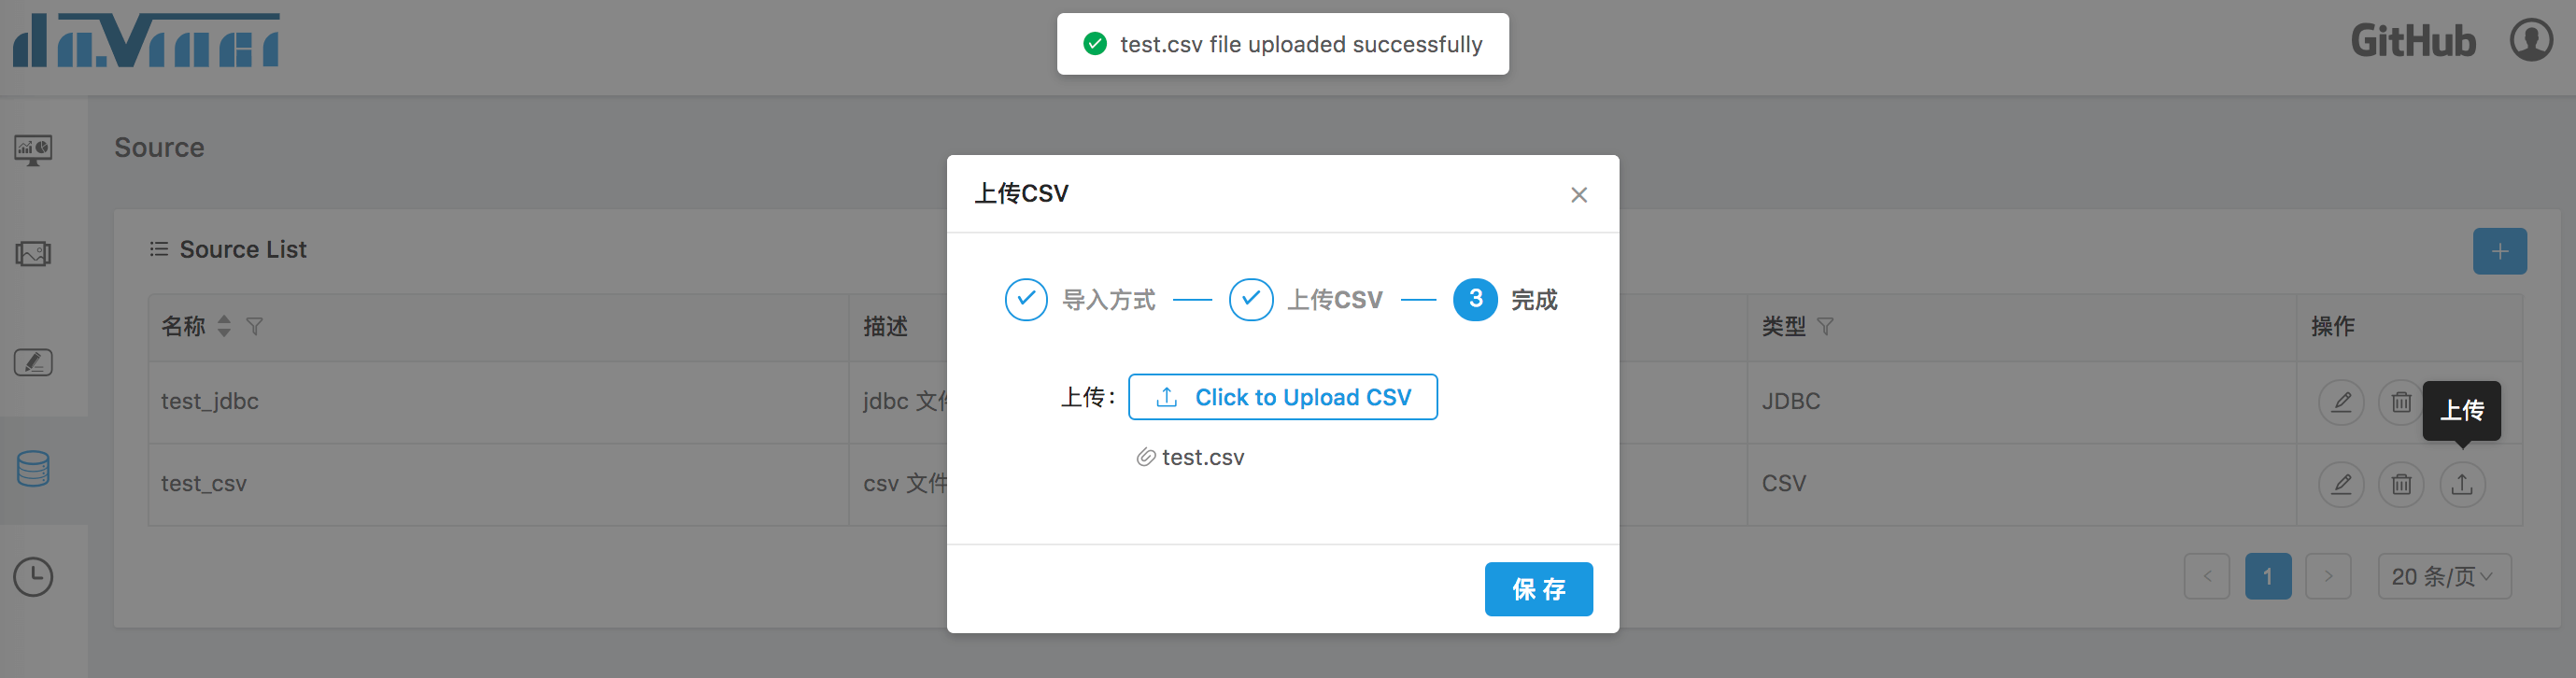 daVinci
test.csv file uploaded successfully
GitHub
Source
Source List
名称
描述
类型
操作
test_jdbc
jdbc 文
JDBC
test_csv
csv 文
CSV
上传
上传CSV
导入方式
上传CSV
3 完成
上传:
Click to Upload CSV
test.csv
保 存
1
20 条/页